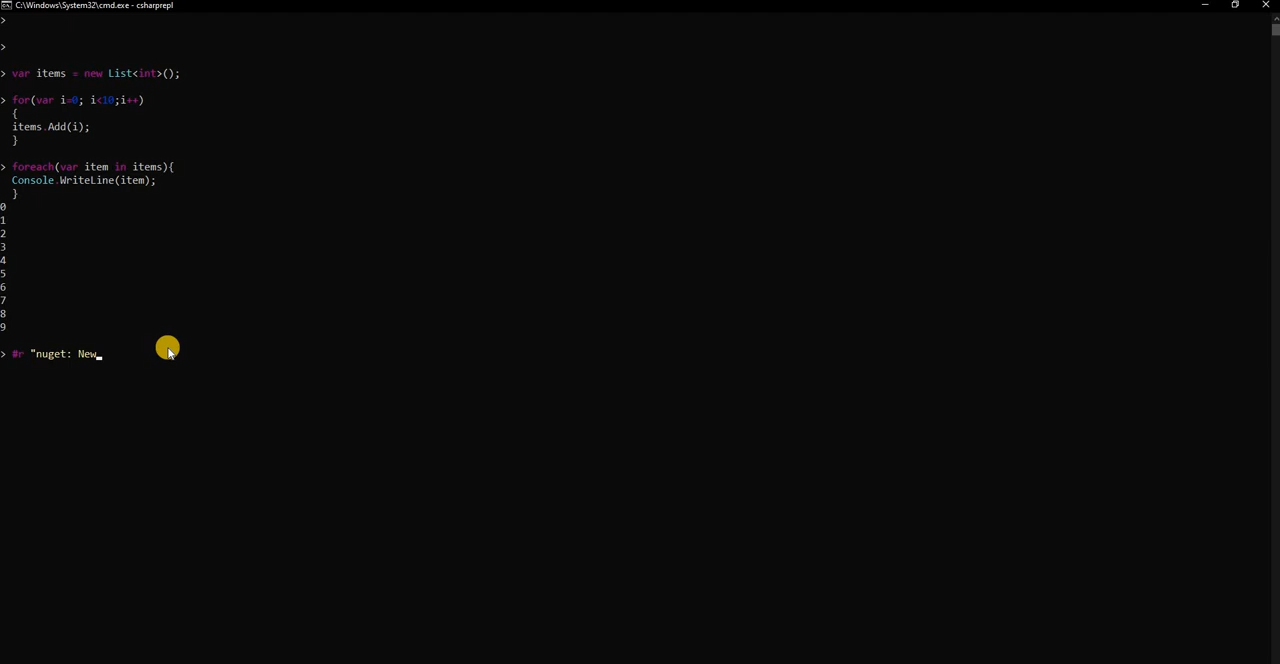 C:\Windows\System32\cmd.exe - csharprepl
>
>
> var items = new List<int>();
> for(var i=0; i<10;i++)
{
items.Add(i);
}
> foreach(var item in items){
Console.WriteLine(item);
}
0
1
2
3
4
5
6
7
8
9
> #r "nuget: New_